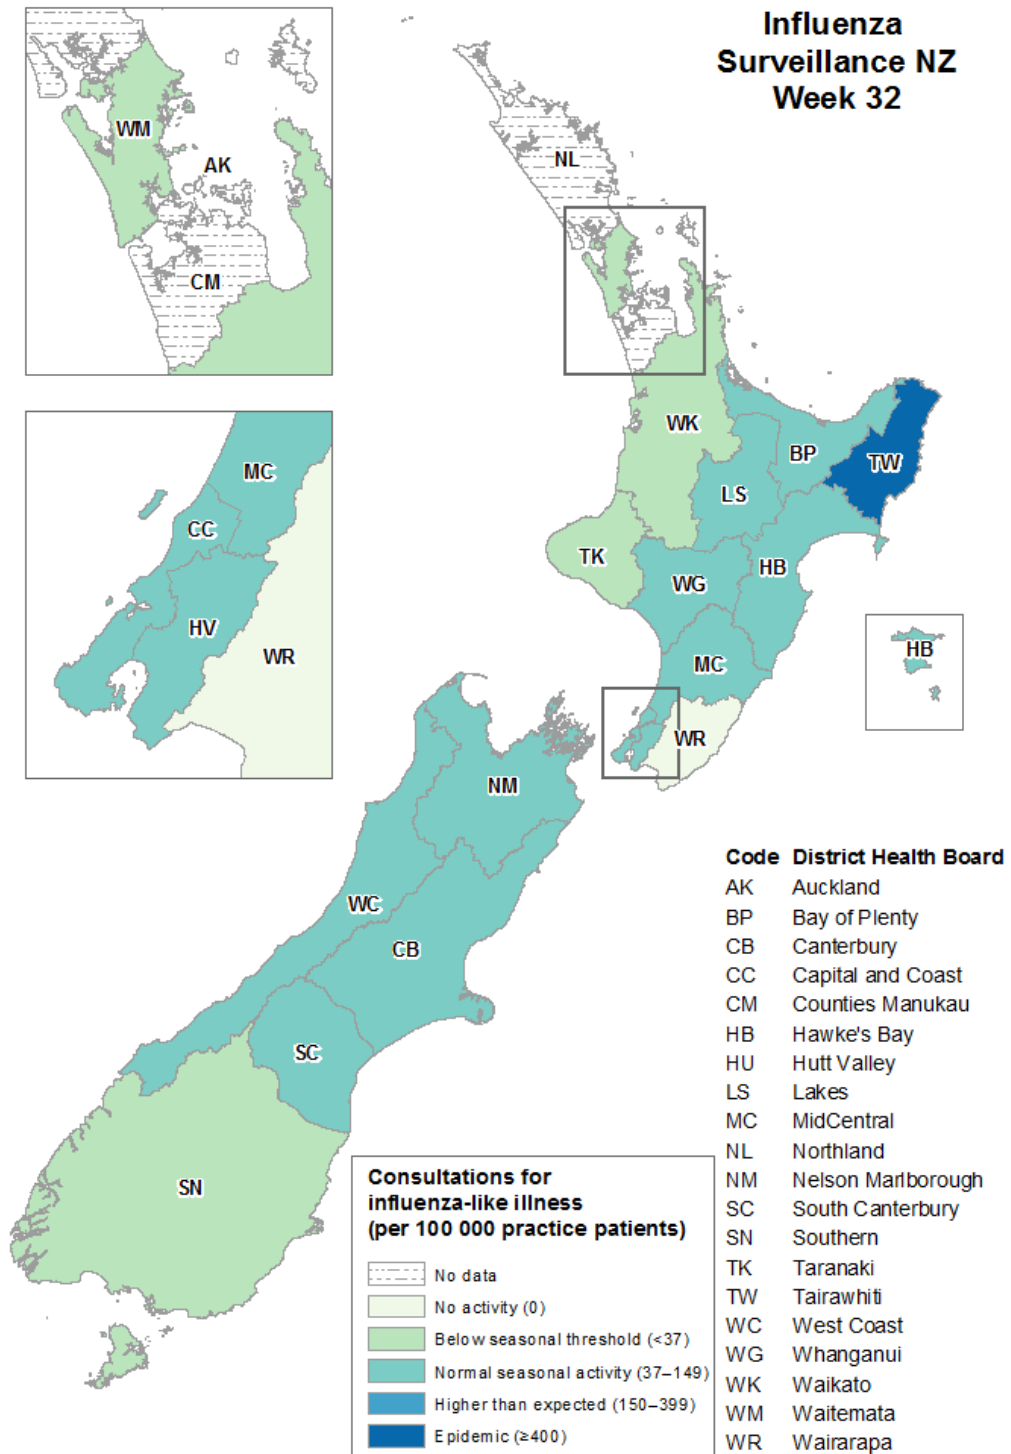 Influenza
Surveillance NZ
Week 32
WM
AK
CM
NL
WK
BP
TW
LS
TK
WG
HB
MC
WR
HB
MC
CC
HV
WR
NM
WC
CB
SC
SN
Consultations for
influenza-like illness
(per 100 000 practice patients)
No data
No activity (0)
Below seasonal threshold (<37)
Normal seasonal activity (37–149)
Higher than expected (150–399)
Epidemic (≥400)
Code District Health Board
AK Auckland
BP Bay of Plenty
CB Canterbury
CC Capital and Coast
CM Counties Manukau
HB Hawke's Bay
HU Hutt Valley
LS Lakes
MC MidCentral
NL Northland
NM Nelson Marlborough
SC South Canterbury
SN Southern
TK Taranaki
TW Tairawhiti
WC West Coast
WG Whanganui
WK Waikato
WM Waitemata
WR Wairarapa